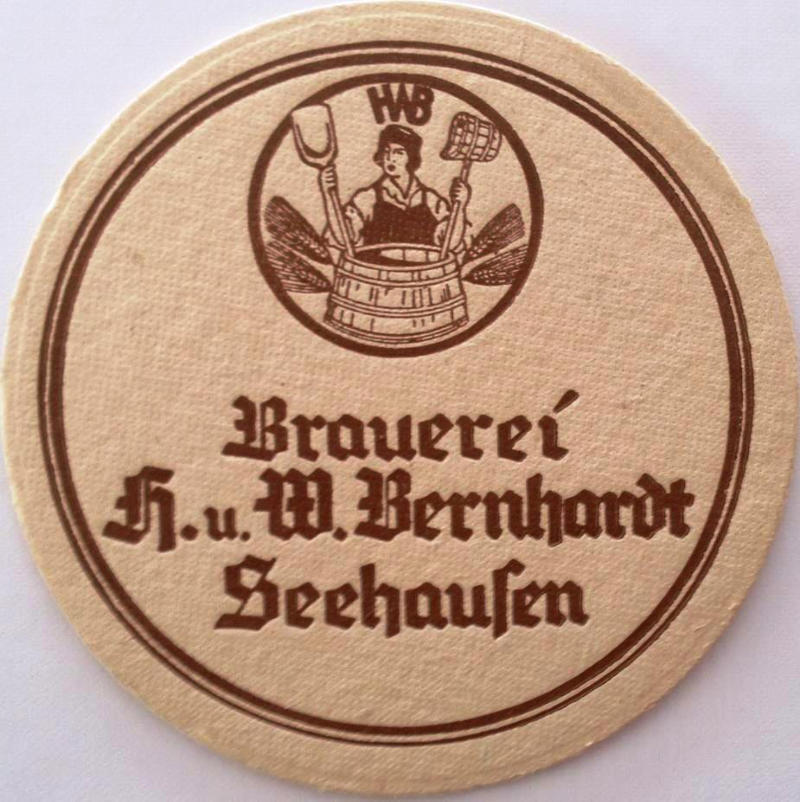 HWB
Brauerei
H. u. W. Bernhardt
Seehauſen